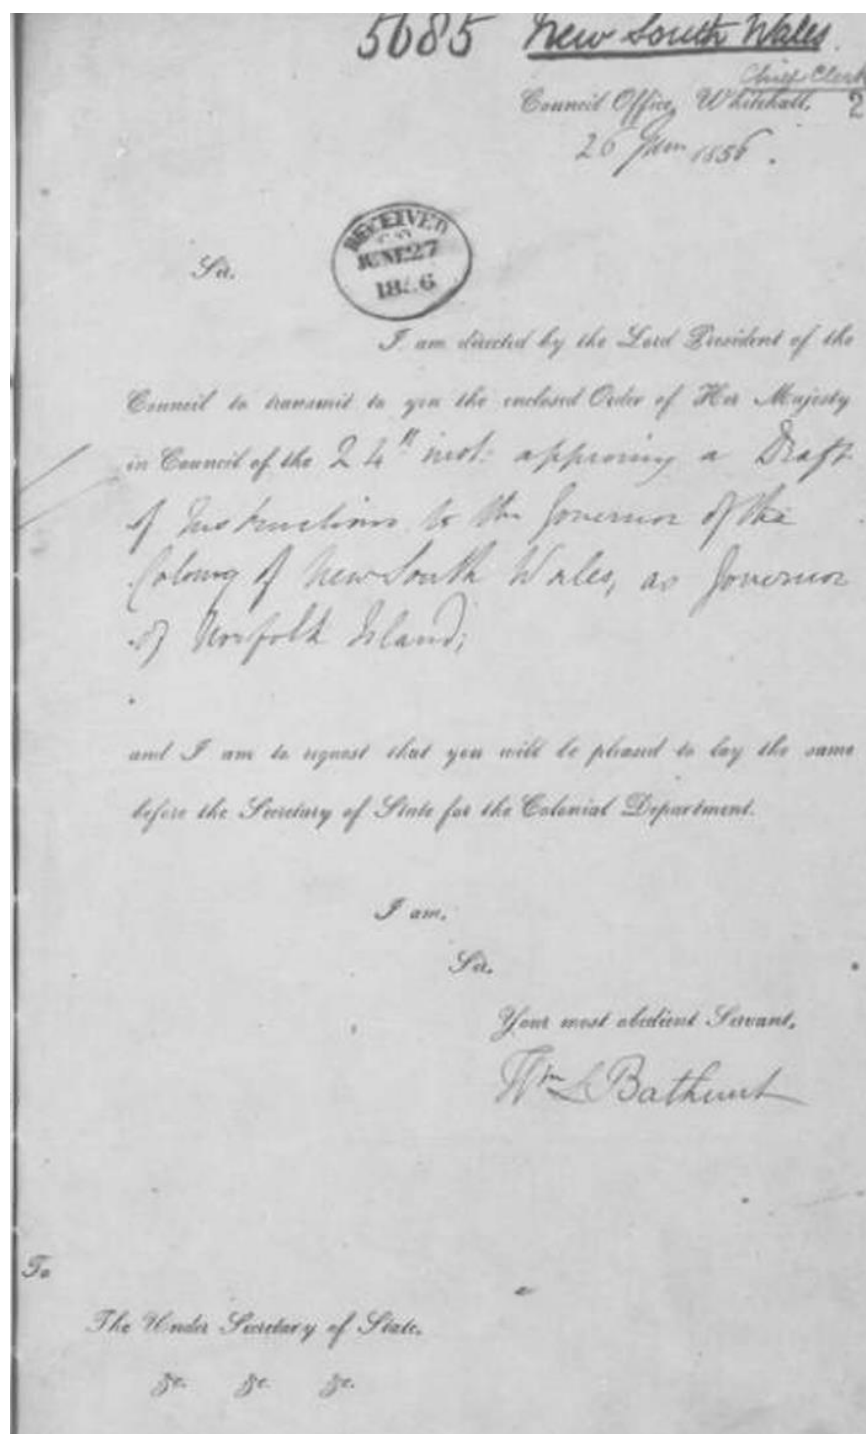 5685 New South Wales
Chief Clerk
Council Office, Whitehall, 2
26 June 1856.
RECEIVED
JUNE 27
18 6
Sir,
I am directed by the Lord President of the
Council to transmit to you the enclosed Order of Her Majesty
in Council of the 24th inst: approving a Draft
of Instructions to the Governor of the
Colony of New South Wales, as Governor
of Norfolk Island;
and I am to request that you will be pleased to lay the same
before the Secretary of State for the Colonial Department.
I am,
Sir,
Your most obedient Servant,
Wm L Bathurst
To
The Under Secretary of State,
&c. &c. &c.